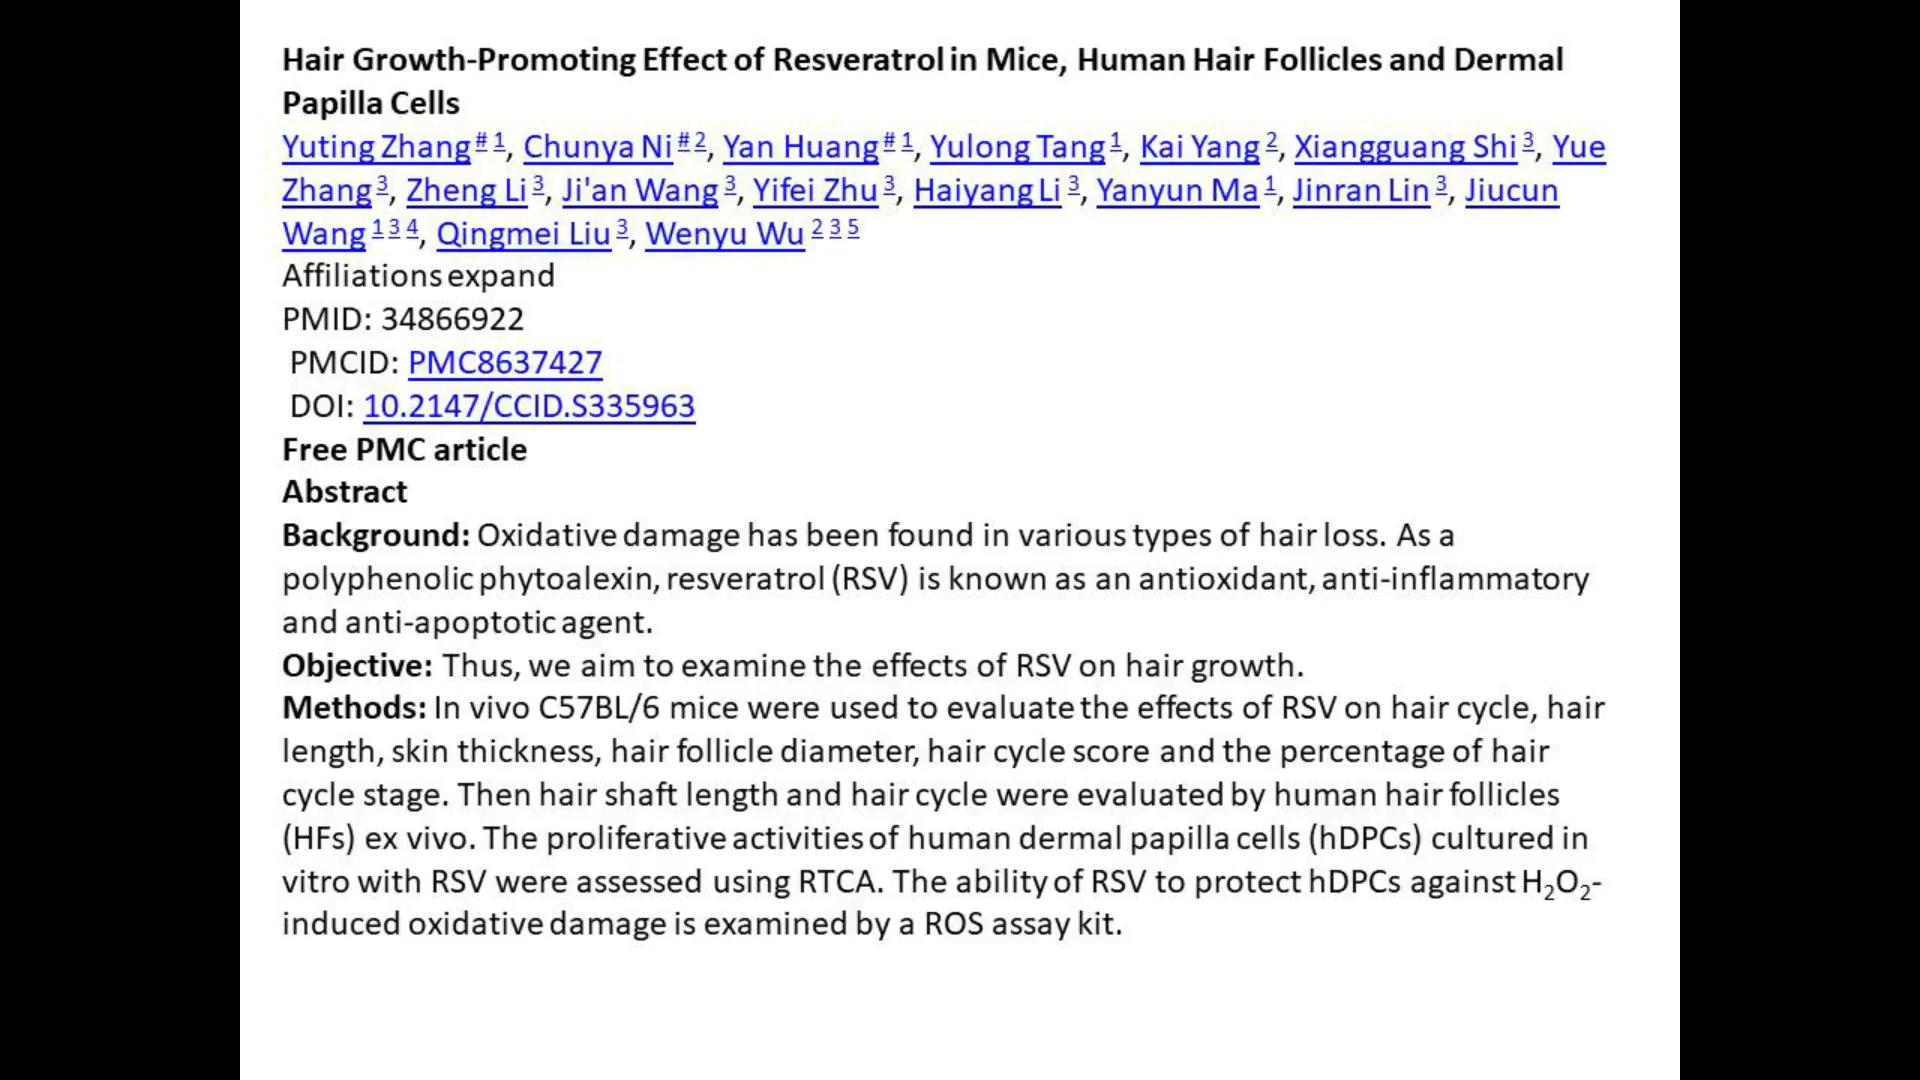 Hair Growth-Promoting Effect of Resveratrol in Mice, Human Hair Follicles and Dermal
Papilla Cells
Yuting Zhang # 1, Chunya Ni # 2, Yan Huang # 1, Yulong Tang 1, Kai Yang 2, Xiangguang Shi 3, Yue
Zhang 3, Zheng Li 3, Ji'an Wang 3, Yifei Zhu 3, Haiyang Li 3, Yanyun Ma 1, Jinran Lin 3, Jiucun
Wang 1 3 4, Qingmei Liu 3, Wenyu Wu 2 3 5
Affiliations expand
PMID: 34866922
PMCID: PMC8637427
DOI: 10.2147/CCID.S335963
Free PMC article
Abstract
Background: Oxidative damage has been found in various types of hair loss. As a
polyphenolic phytoalexin, resveratrol (RSV) is known as an antioxidant, anti-inflammatory
and anti-apoptotic agent.
Objective: Thus, we aim to examine the effects of RSV on hair growth.
Methods: In vivo C57BL/6 mice were used to evaluate the effects of RSV on hair cycle, hair
length, skin thickness, hair follicle diameter, hair cycle score and the percentage of hair
cycle stage. Then hair shaft length and hair cycle were evaluated by human hair follicles
(HFs) ex vivo. The proliferative activities of human dermal papilla cells (hDPCs) cultured in
vitro with RSV were assessed using RTCA. The ability of RSV to protect hDPCs against H₂O₂-
induced oxidative damage is examined by a ROS assay kit.